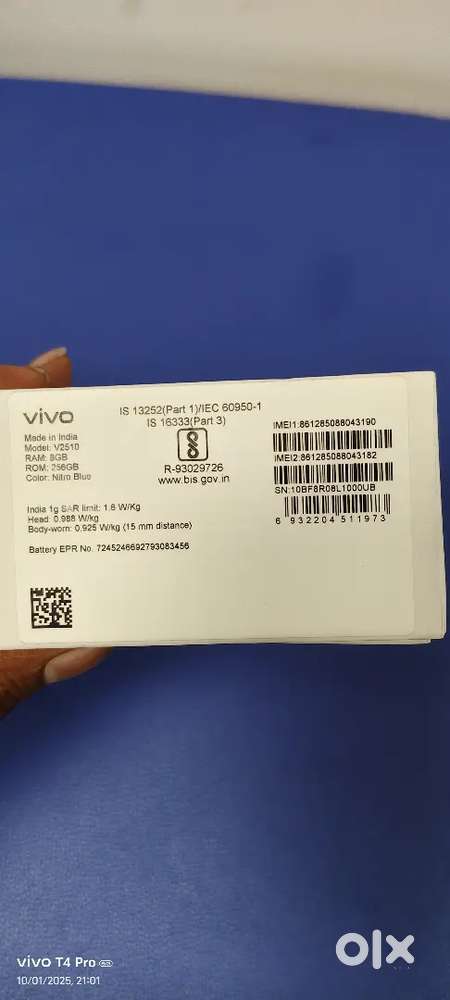 vivo
Made in India
Model: V2510
RAM: 8GB
ROM: 256GB
Color: Nitro Blue
IS 13252(Part 1)/IEC 60950-1
IS 16333(Part 3)
R-93029726
www.bis.gov.in
IMEI1:861285088043190
IMEI2:861285088043182
SN:10BF8R08L1000UB
6 932204 511973
India 1g SAR limit: 1.6 W/Kg
Head: 0.988 W/kg
Body-worn: 0.925 W/kg (15 mm distance)
Battery EPR No. 7245246692793083456
olx
vivo T4 Pro 5G
10/01/2025, 21:01